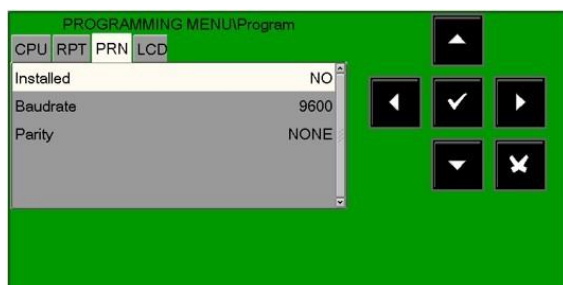 PROGRAMMING MENU\Program
CPU RPT PRN LCD
Installed NO
Baudrate 9600
Parity NONE